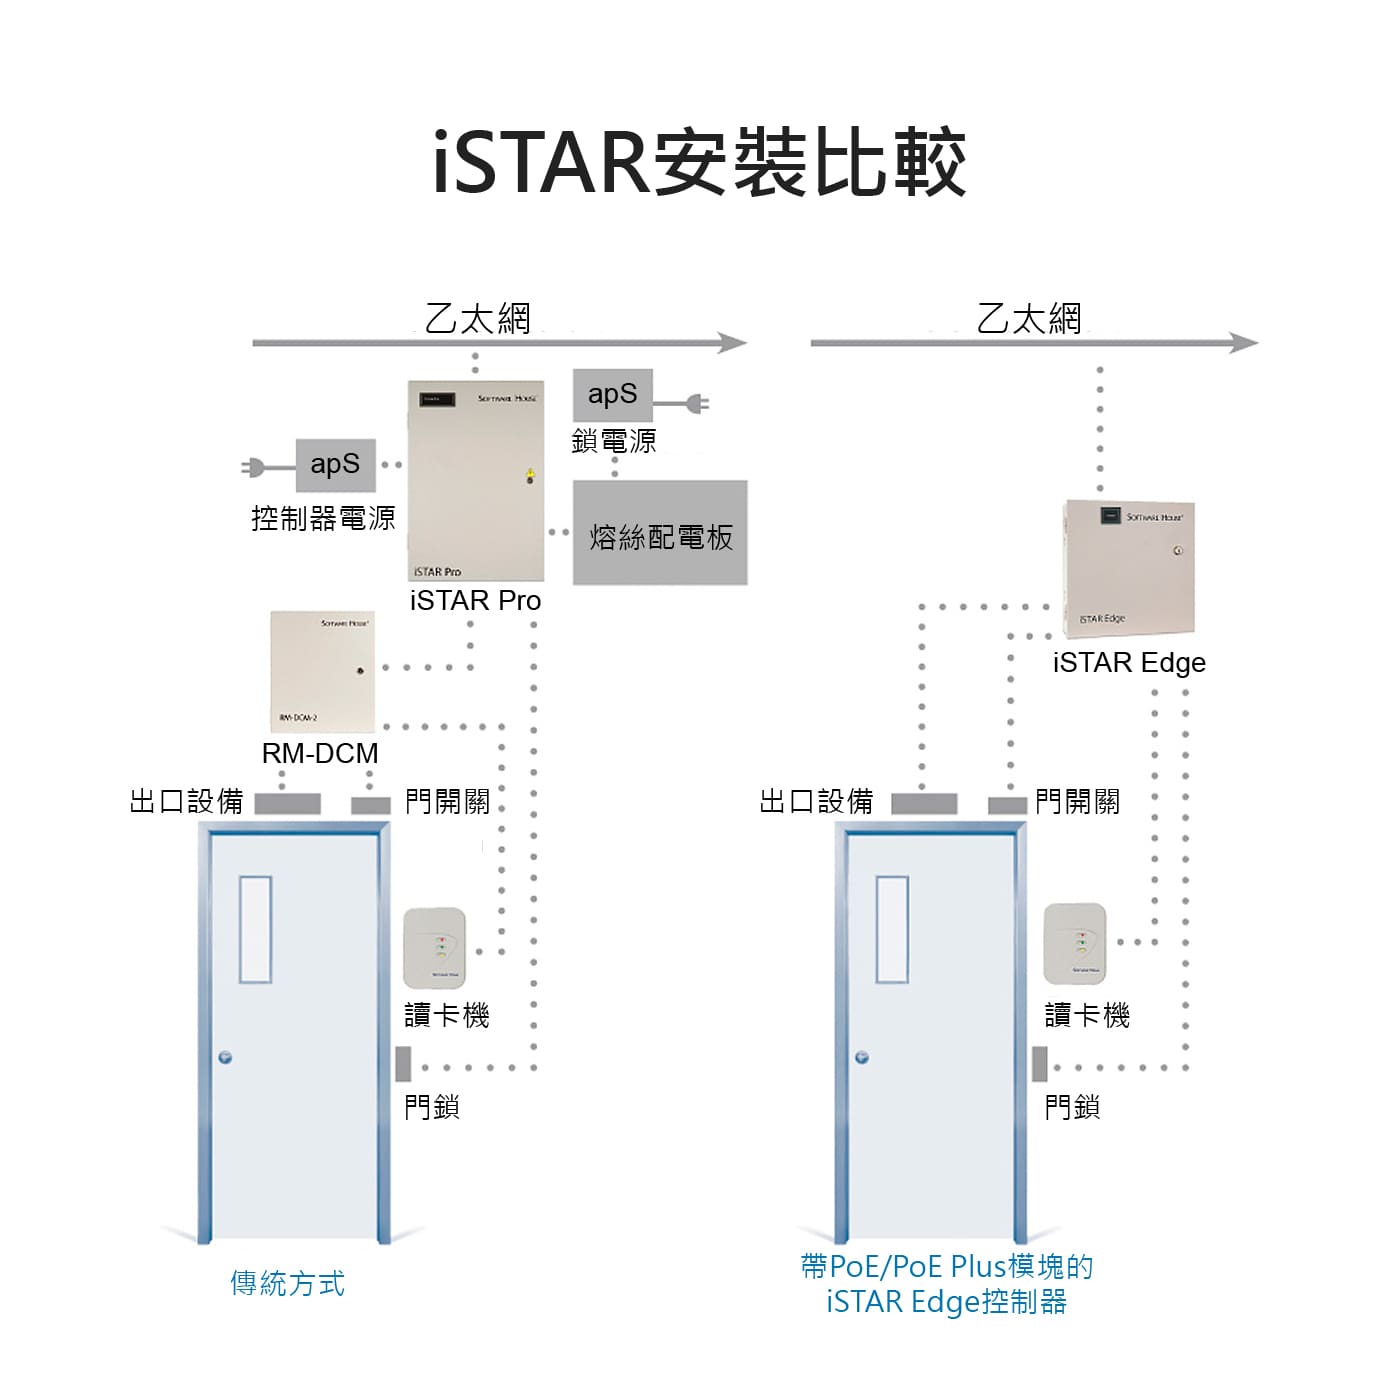 iSTAR安裝比較
乙太網
SOFTWARE HOUSE
apS
鎖電源
apS
控制器電源
熔絲配電板
iSTAR Pro
iSTAR Pro
SOFTWARE HOUSE
RM-DCM-2
RM-DCM
出口設備
門開關
讀卡機
門鎖
傳統方式
乙太網
SOFTWARE HOUSE
iSTAR Edge
iSTAR Edge
出口設備
門開關
讀卡機
門鎖
帶PoE/PoE Plus模塊的
iSTAR Edge控制器